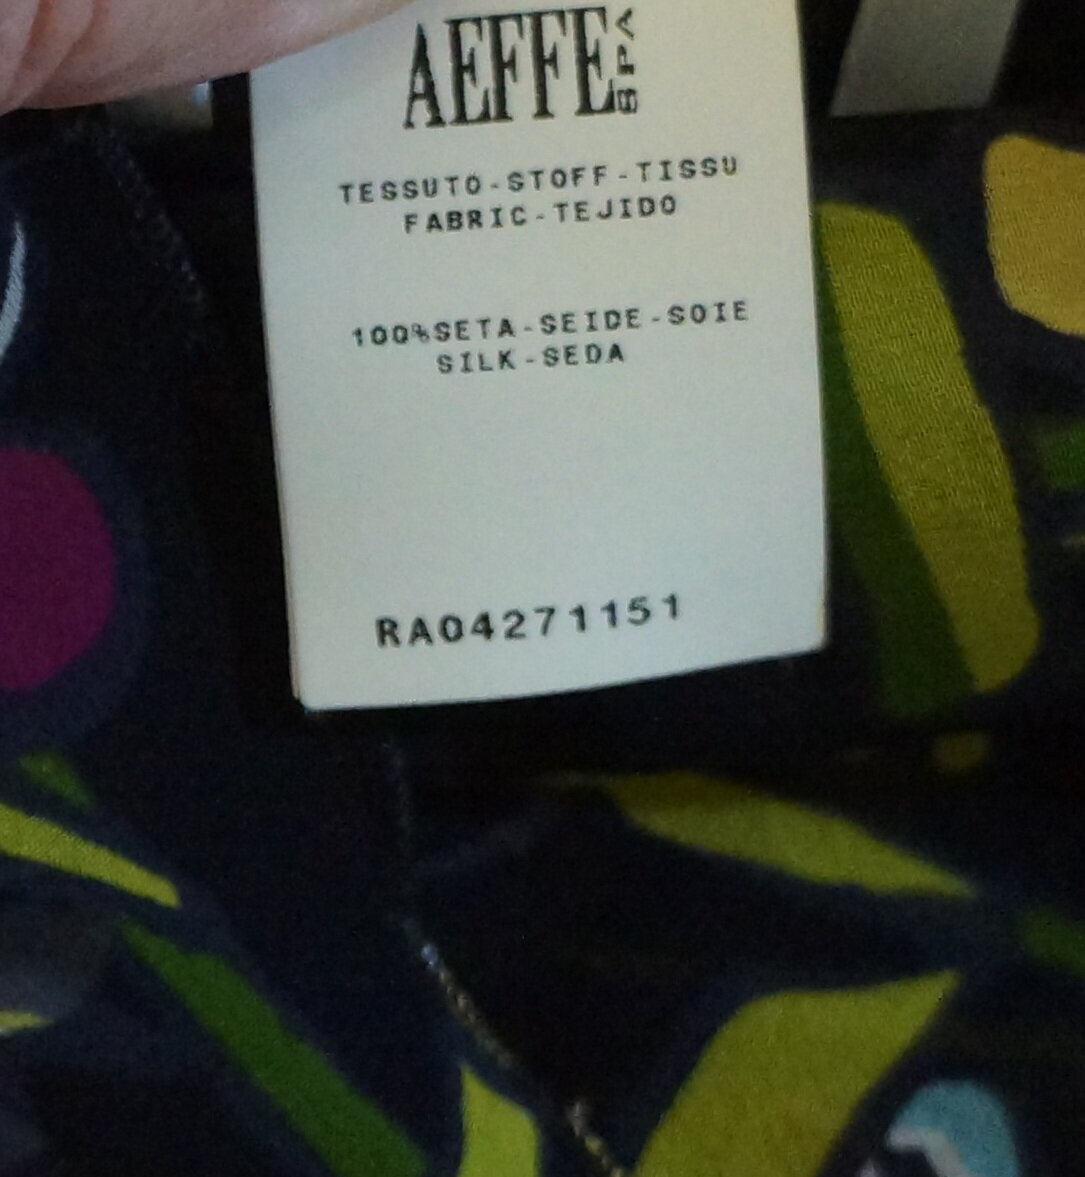 AEFFE SPA
TESSUTO-STOFF-TISSU
FABRIC-TEJIDO
100%SETA-SEIDE-SOIE
SILK-SEDA
RA04271151